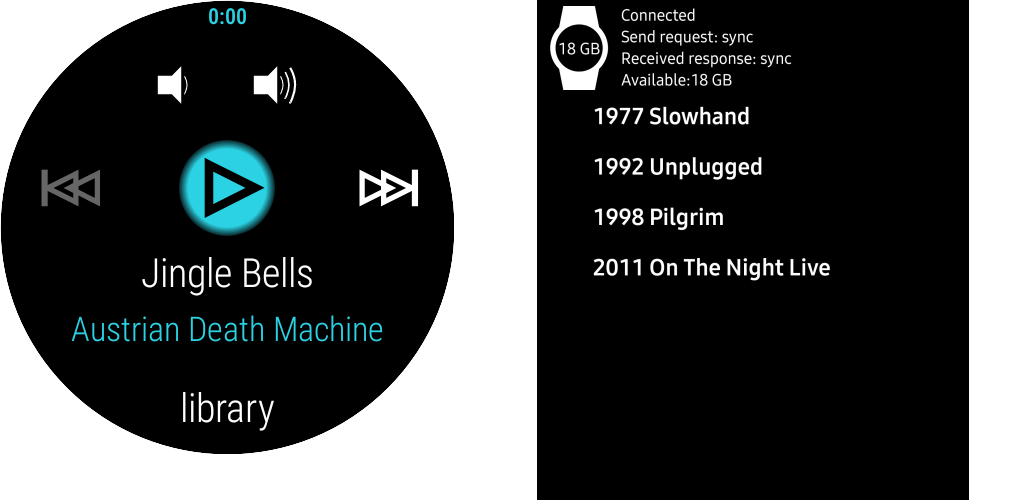 0:00
Jingle Bells
Austrian Death Machine
library
18 GB
Connected
Send request: sync
Received response: sync
Available:18 GB
1977 Slowhand
1992 Unplugged
1998 Pilgrim
2011 On The Night Live